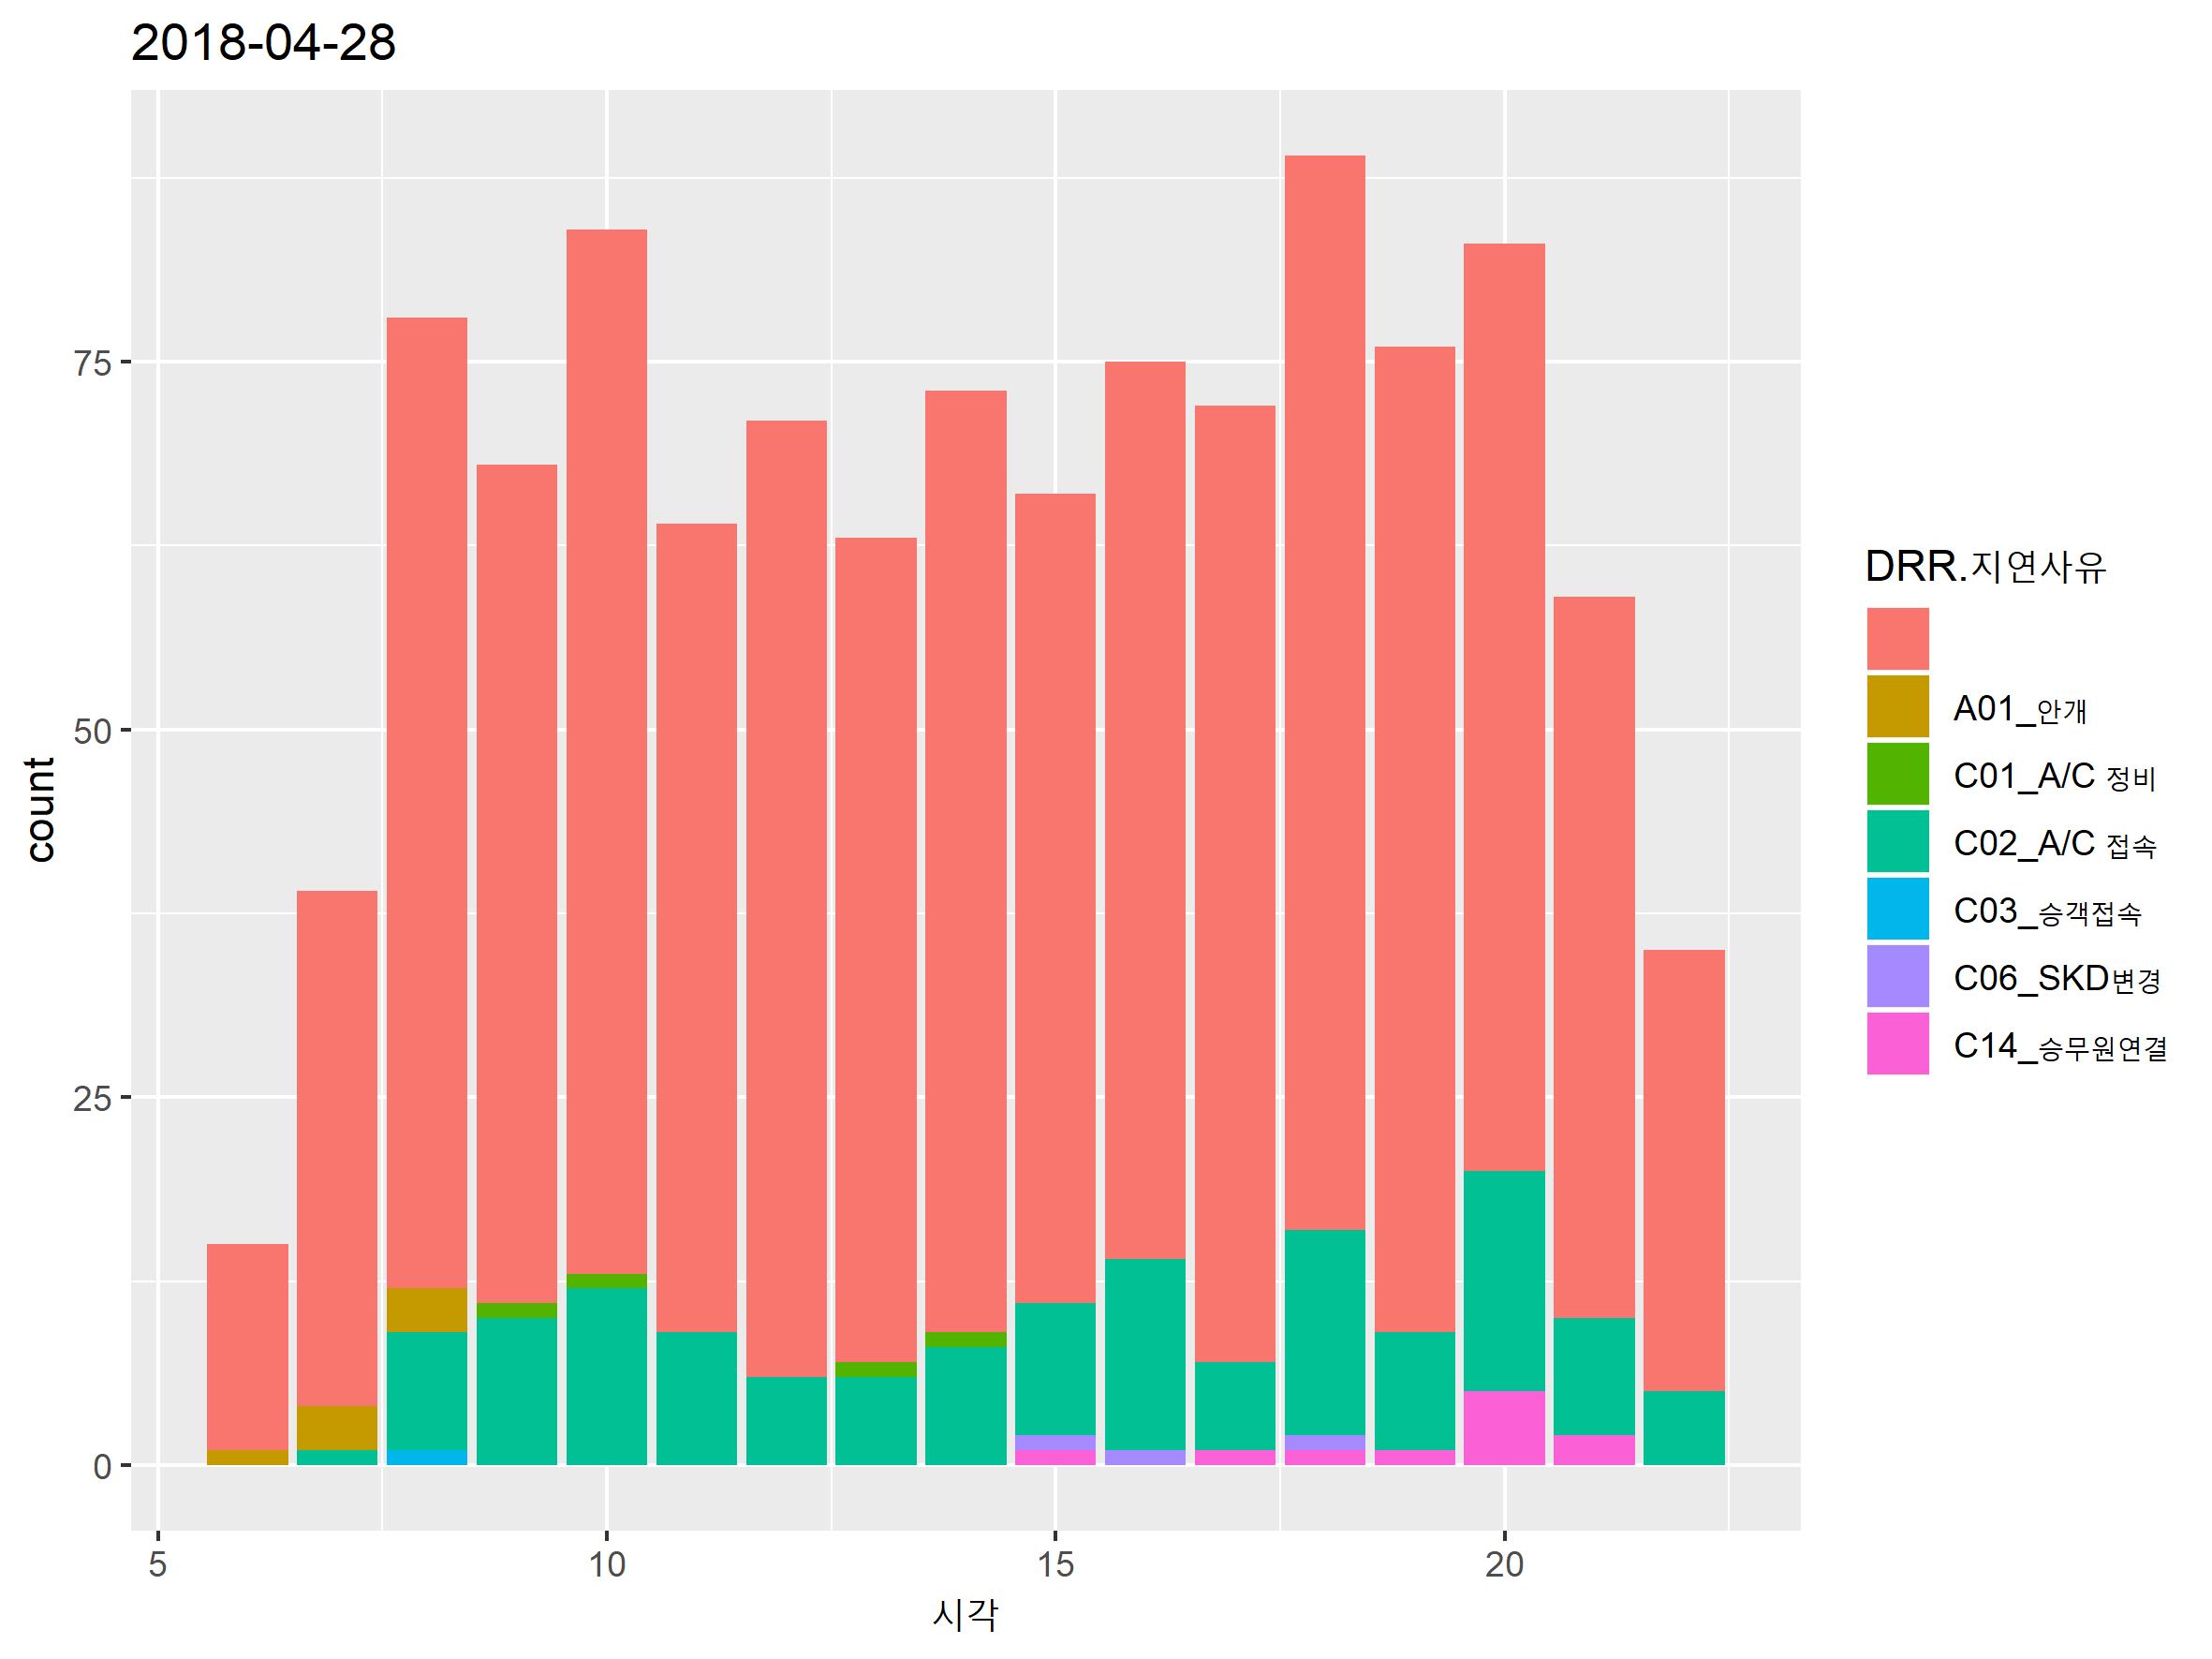 2018-04-28
count
75
50
25
0
5 10 15 20
시각
DRR.지연사유
A01_안개
C01_A/C 정비
C02_A/C 접속
C03_승객접속
C06_SKD변경
C14_승무원연결